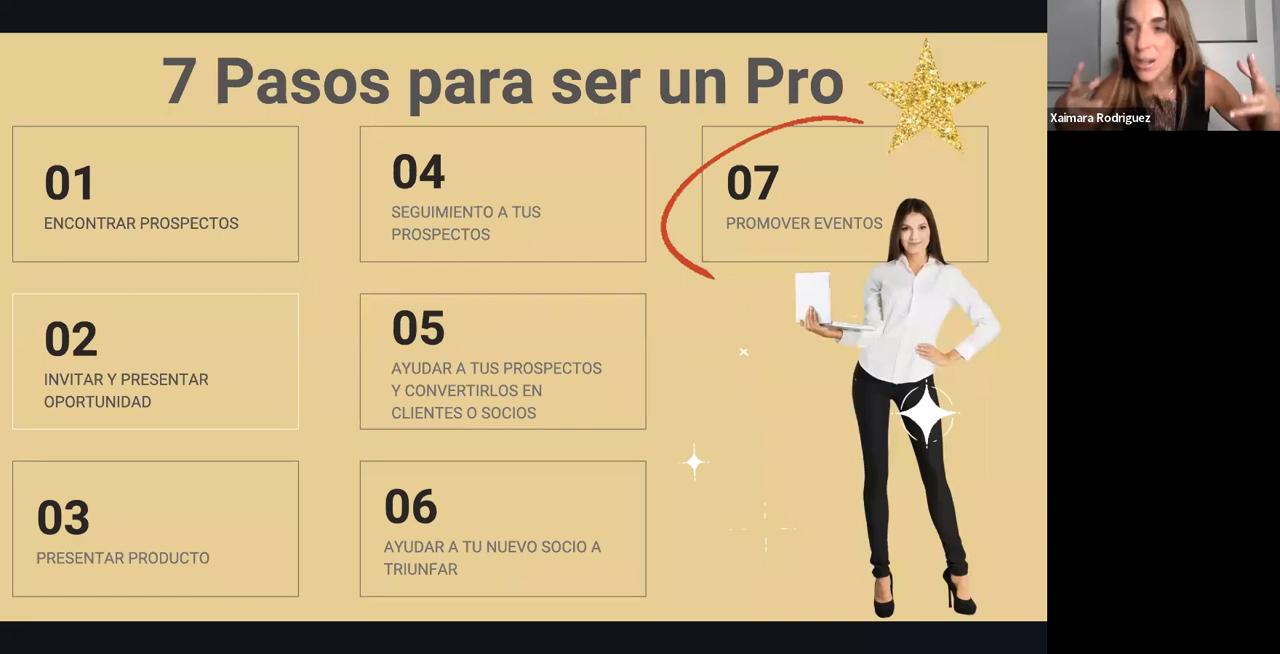 7 Pasos para ser un Pro
01
ENCONTRAR PROSPECTOS
02
INVITAR Y PRESENTAR
OPORTUNIDAD
03
PRESENTAR PRODUCTO
04
SEGUIMIENTO A TUS
PROSPECTOS
05
AYUDAR A TUS PROSPECTOS
Y CONVERTIRLOS EN
CLIENTES O SOCIOS
06
AYUDAR A TU NUEVO SOCIO A
TRIUNFAR
07
PROMOVER EVENTOS
Xaimara Rodriguez